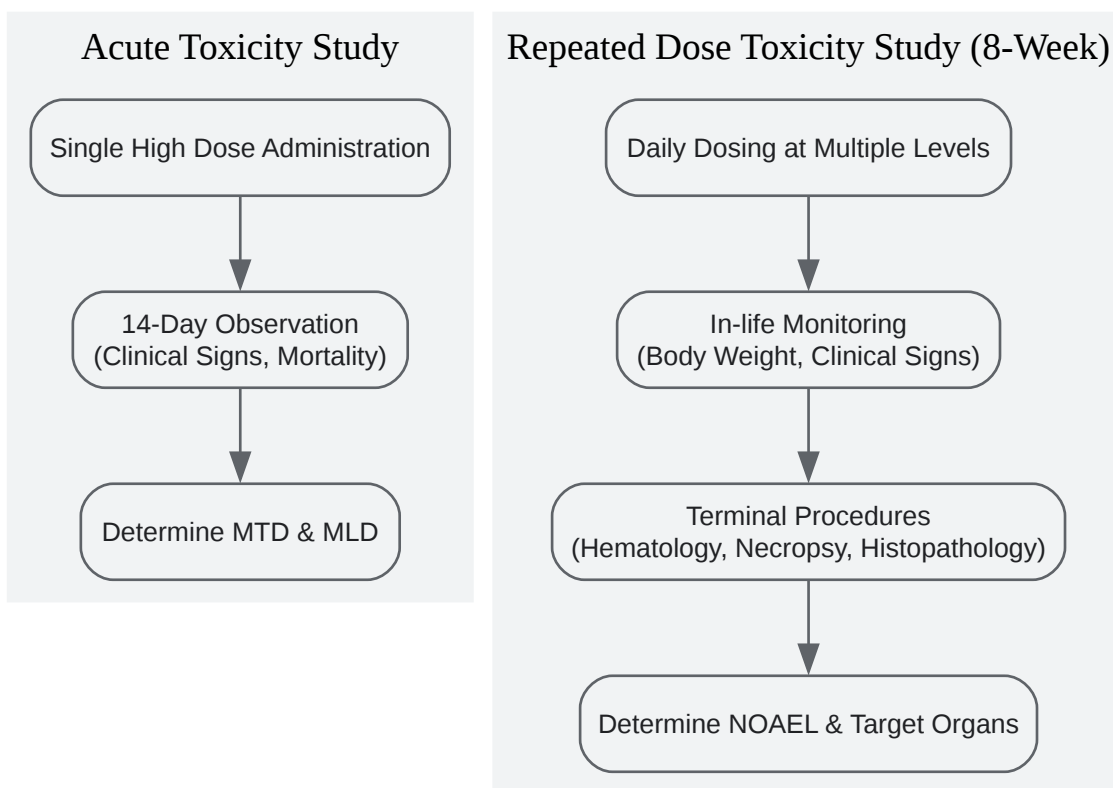 Acute Toxicity Study
Single High Dose Administration
14-Day Observation
(Clinical Signs, Mortality)
Determine MTD & MLD
Repeated Dose Toxicity Study (8-Week)
Daily Dosing at Multiple Levels
In-life Monitoring
(Body Weight, Clinical Signs)
Terminal Procedures
(Hematology, Necropsy, Histopathology)
Determine NOAEL & Target Organs